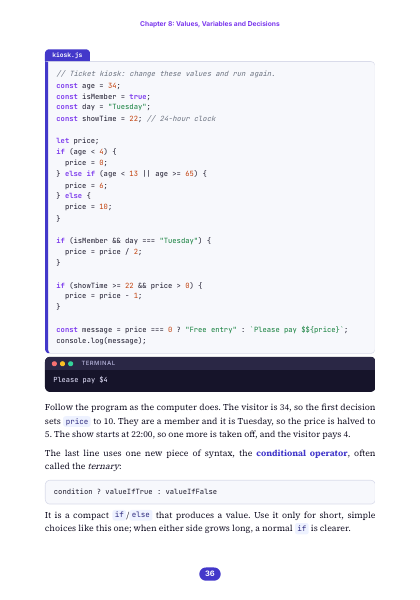 Chapter 8: Values, Variables and Decisions
kiosk.js
// Ticket kiosk: change these values and run again.
const age = 34;
const isMember = true;
const day = "Tuesday";
const showTime = 22; // 24-hour clock
let price;
if (age < 4) {
  price = 0;
} else if (age < 13 || age >= 65) {
  price = 6;
} else {
  price = 10;
}
if (isMember && day === "Tuesday") {
  price = price / 2;
}
if (showTime >= 22 && price > 0) {
  price = price - 1;
}
const message = price === 0 ? "Free entry" : `Please pay $${price}`;
console.log(message);
TERMINAL
Please pay $4
Follow the program as the computer does. The visitor is 34, so the first decision
sets price to 10. They are a member and it is Tuesday, so the price is halved to
5. The show starts at 22:00, so one more is taken off, and the visitor pays 4.
The last line uses one new piece of syntax, the conditional operator, often
called the ternary:
condition ? valueIfTrue : valueIfFalse
It is a compact if/else that produces a value. Use it only for short, simple
choices like this one; when either side grows long, a normal if is clearer.
36